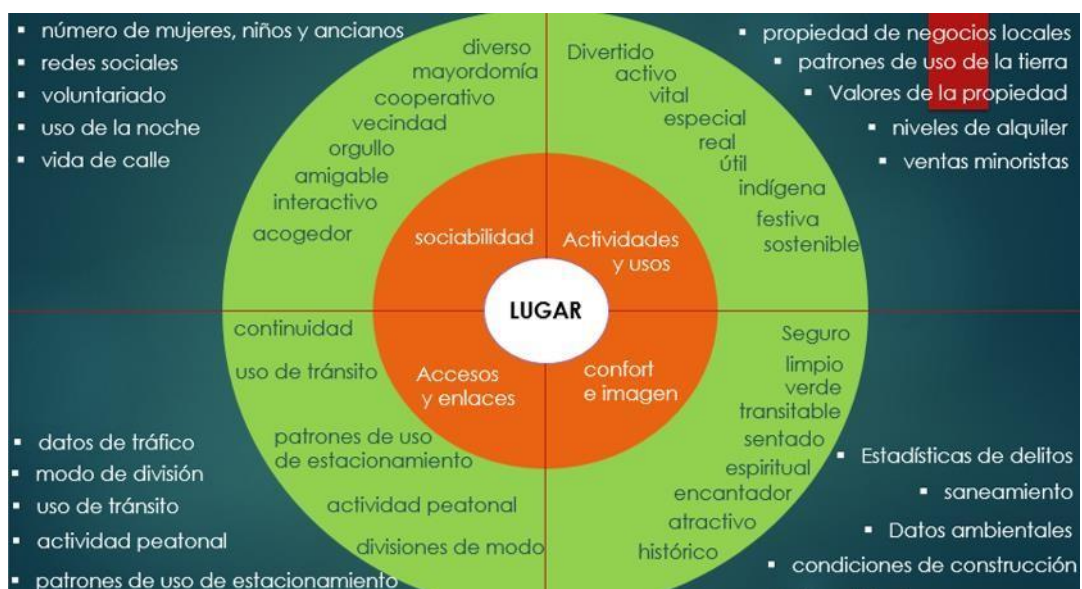 ▪ número de mujeres, niños y ancianos
▪ redes sociales
▪ voluntariado
▪ uso de la noche
▪ vida de calle
diverso
mayordomía
cooperativo
vecindad
orgullo
amigable
interactivo
acogedor
sociabilidad
Divertido
activo
vital
especial
real
útil
indígena
festiva
sostenible
Actividades
y usos
▪ propiedad de negocios locales
▪ patrones de uso de la tierra
▪ Valores de la propiedad
▪ niveles de alquiler
▪ ventas minoristas
LUGAR
continuidad
uso de tránsito
Accesos
y enlaces
patrones de uso
de estacionamiento
actividad peatonal
divisiones de modo
▪ datos de tráfico
▪ modo de división
▪ uso de tránsito
▪ actividad peatonal
▪ patrones de uso de estacionamiento
confort
e imagen
Seguro
limpio
verde
transitable
sentado
espiritual
encantador
atractivo
histórico
▪ Estadísticas de delitos
▪ saneamiento
▪ Datos ambientales
▪ condiciones de construcción